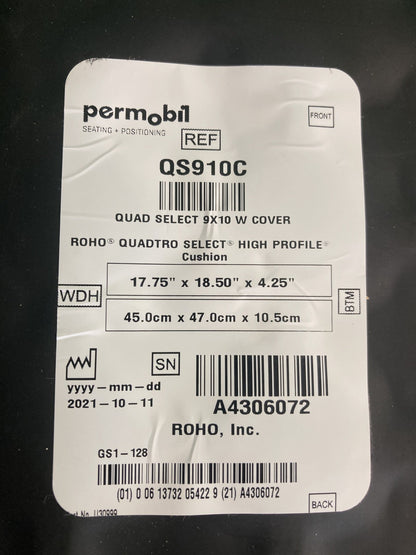 permobil
SEATING + POSITIONING
FRONT
REF
QS910C
QUAD SELECT 9X10 W COVER
ROHO® QUADTRO SELECT® HIGH PROFILE®
Cushion
WDH
17.75" x 18.50" x 4.25"
45.0cm x 47.0cm x 10.5cm
BTM
SN
yyyy-mm-dd
2021-10-11
A4306072
ROHO, Inc.
GS1-128
(01) 0 06 13732 05422 9 (21) A4306072
BACK